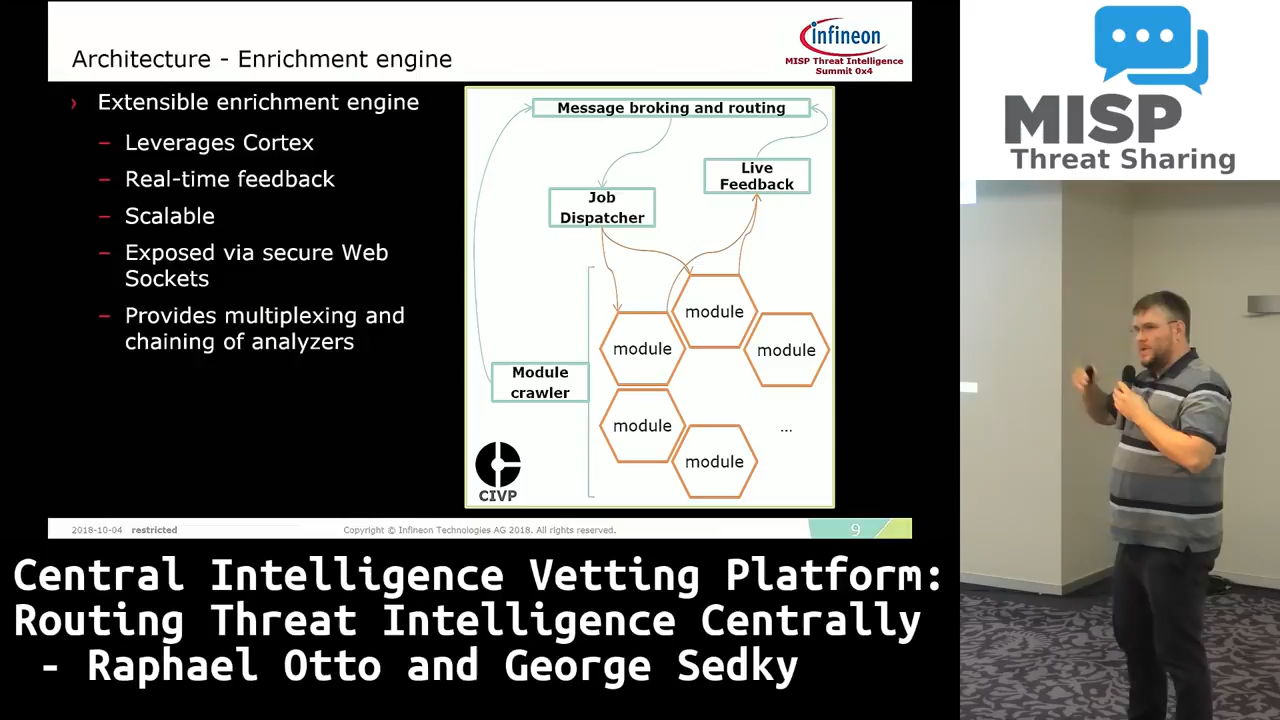 Architecture - Enrichment engine
infineon
MISP Threat Intelligence
Summit 0x4
› Extensible enrichment engine
– Leverages Cortex
– Real-time feedback
– Scalable
– Exposed via secure Web
Sockets
– Provides multiplexing and
chaining of analyzers
Message broking and routing
Live
Feedback
Job
Dispatcher
module
module
module
Module
crawler
module
module
...
CIVP
2018-10-04 restricted
Copyright © Infineon Technologies AG 2018. All rights reserved.
9
MISP
Threat Sharing
Central Intelligence Vetting Platform:
Routing Threat Intelligence Centrally
- Raphael Otto and George Sedky